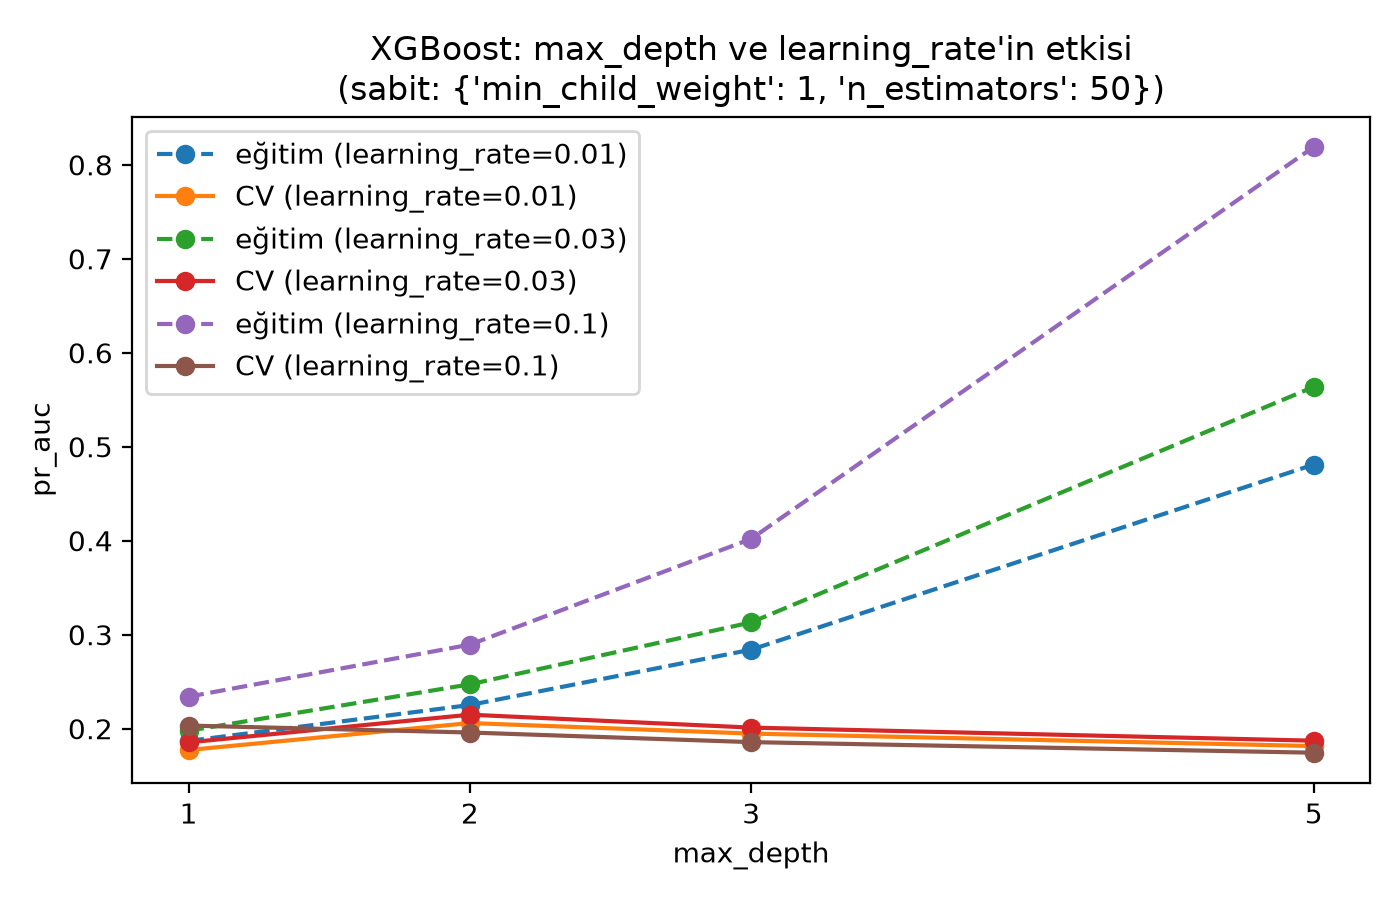 XGBoost: max_depth ve learning_rate'in etkisi
(sabit: {'min_child_weight': 1, 'n_estimators': 50})
eğitim (learning_rate=0.01)
CV (learning_rate=0.01)
eğitim (learning_rate=0.03)
CV (learning_rate=0.03)
eğitim (learning_rate=0.1)
CV (learning_rate=0.1)
pr_auc
0.8
0.7
0.6
0.5
0.4
0.3
0.2
1 2 3 5
max_depth